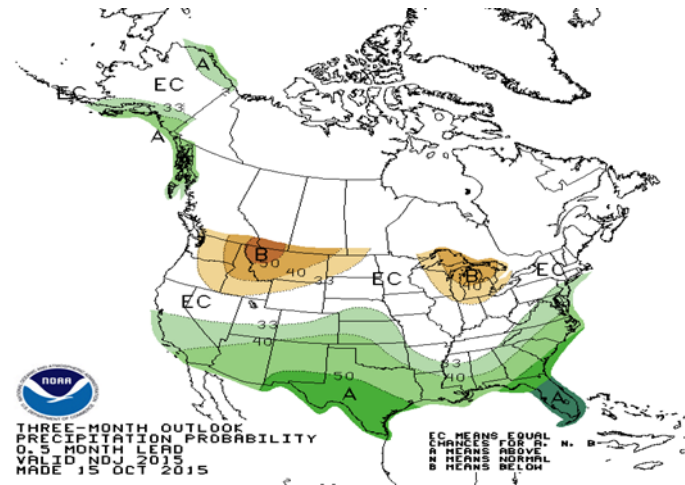 A
EC
EC
33
A
B
50
40
33
EC
B
40
EC
EC
33
40
33
40
50
A
A
NOAA
THREE-MONTH OUTLOOK
PRECIPITATION PROBABILITY
0.5 MONTH LEAD
VALID NDJ 2015
MADE 15 OCT 2015
EC MEANS EQUAL
CHANCES FOR A, N, B
A MEANS ABOVE
N MEANS NORMAL
B MEANS BELOW